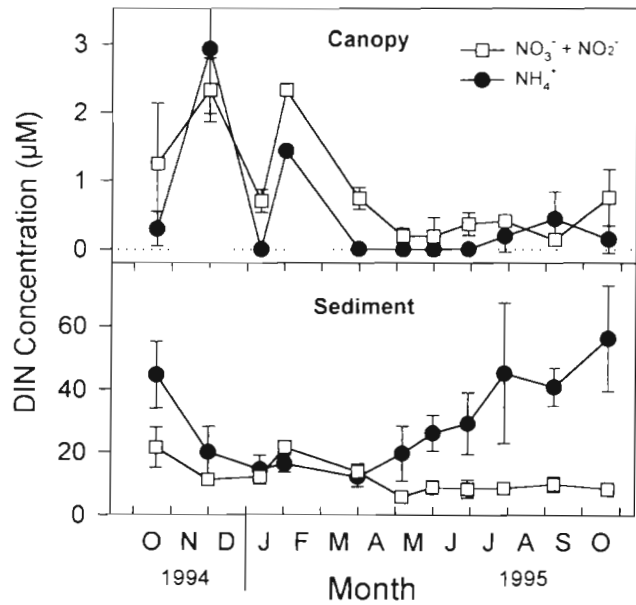 Canopy
NO₃⁻ + NO₂⁻
NH₄⁺
3
2
1
0
DIN Concentration (µM)
Sediment
60
40
20
0
O N D J F M A M J J A S O
1994 1995
Month